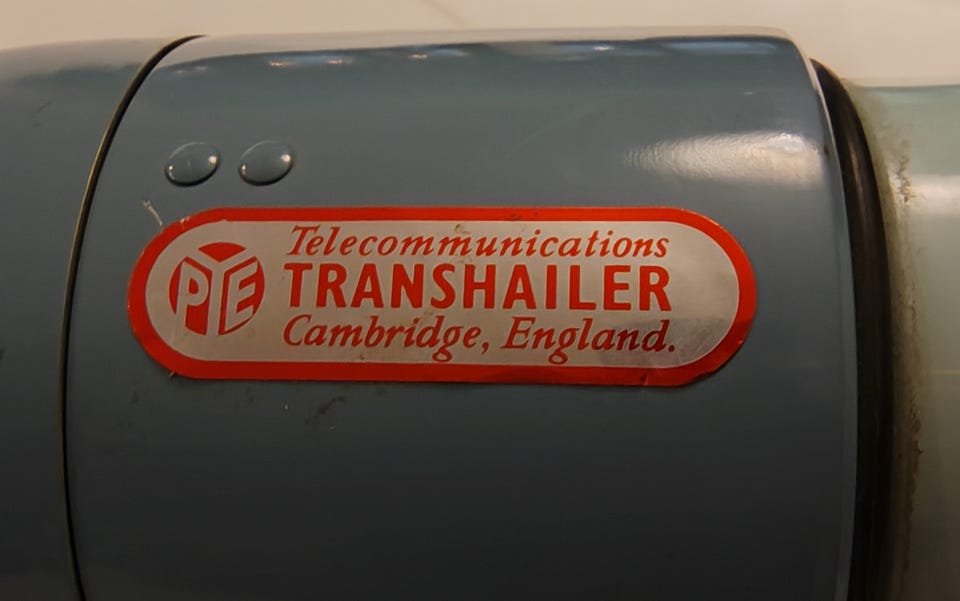 PYE
Telecommunications
TRANSHAILER
Cambridge, England.